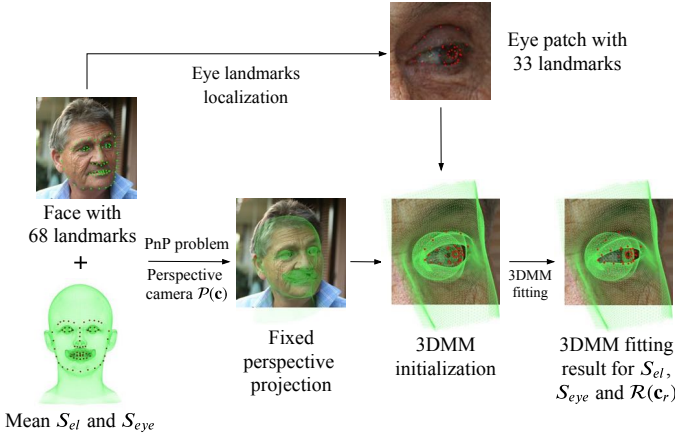 Eye landmarks
localization
Eye patch with
33 landmarks
Face with
68 landmarks
+
PnP problem
Perspective
camera 𝒫(𝐜)
Mean S_el and S_eye
Fixed
perspective
projection
3DMM
initialization
3DMM
fitting
3DMM fitting
result for S_el,
S_eye and ℛ(𝐜_r)